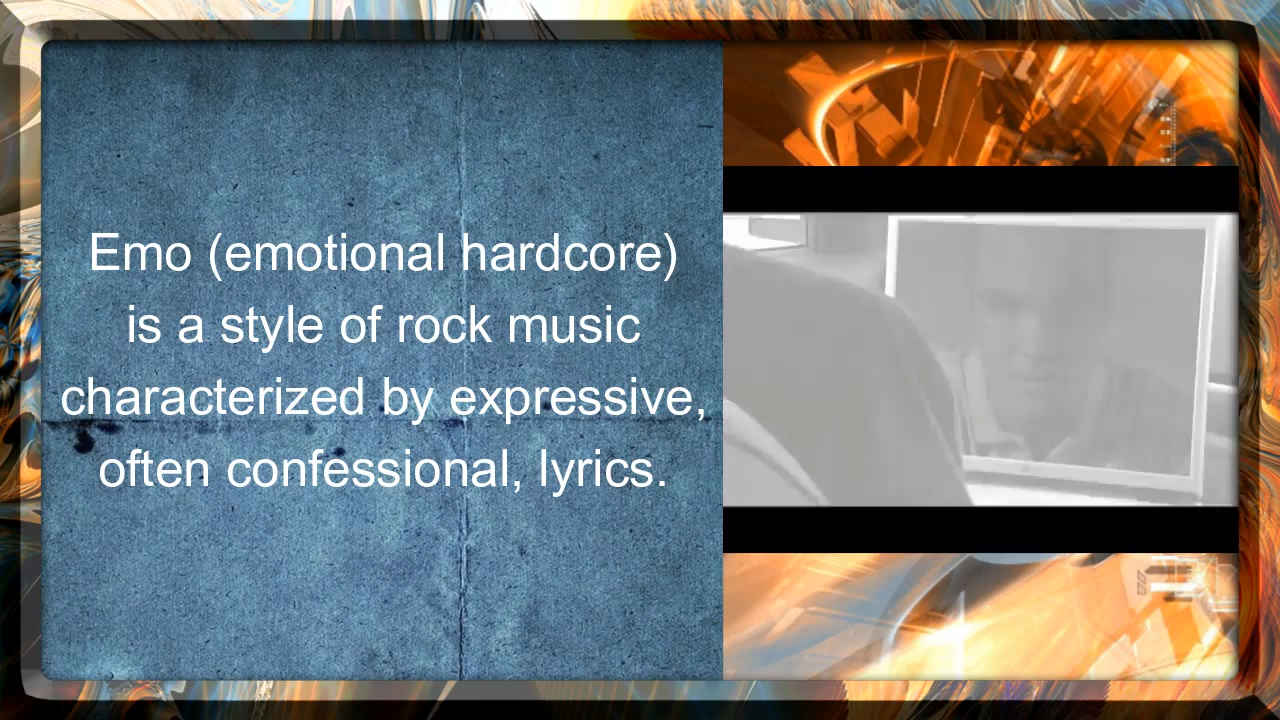 Emo (emotional hardcore)
is a style of rock music
characterized by expressive,
often confessional, lyrics.